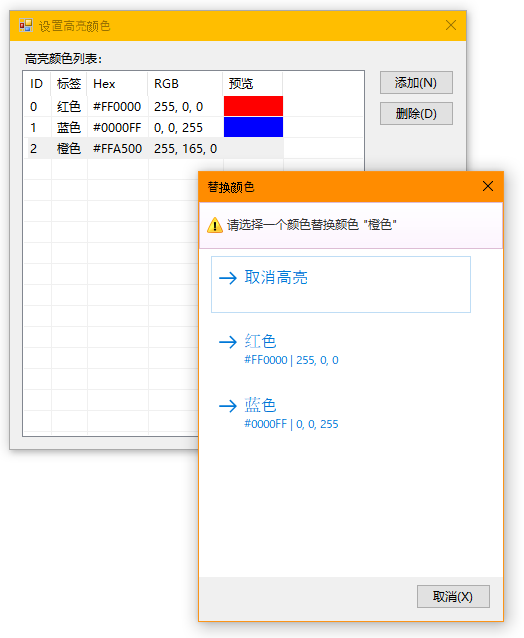 设置高亮颜色
高亮颜色列表:
ID 标签 Hex RGB 预览
0 红色 #FF0000 255, 0, 0
1 蓝色 #0000FF 0, 0, 255
2 橙色 #FFA500 255, 165, 0
添加(N)
删除(D)
替换颜色
请选择一个颜色替换颜色 "橙色"
取消高亮
红色
#FF0000 | 255, 0, 0
蓝色
#0000FF | 0, 0, 255
取消(X)